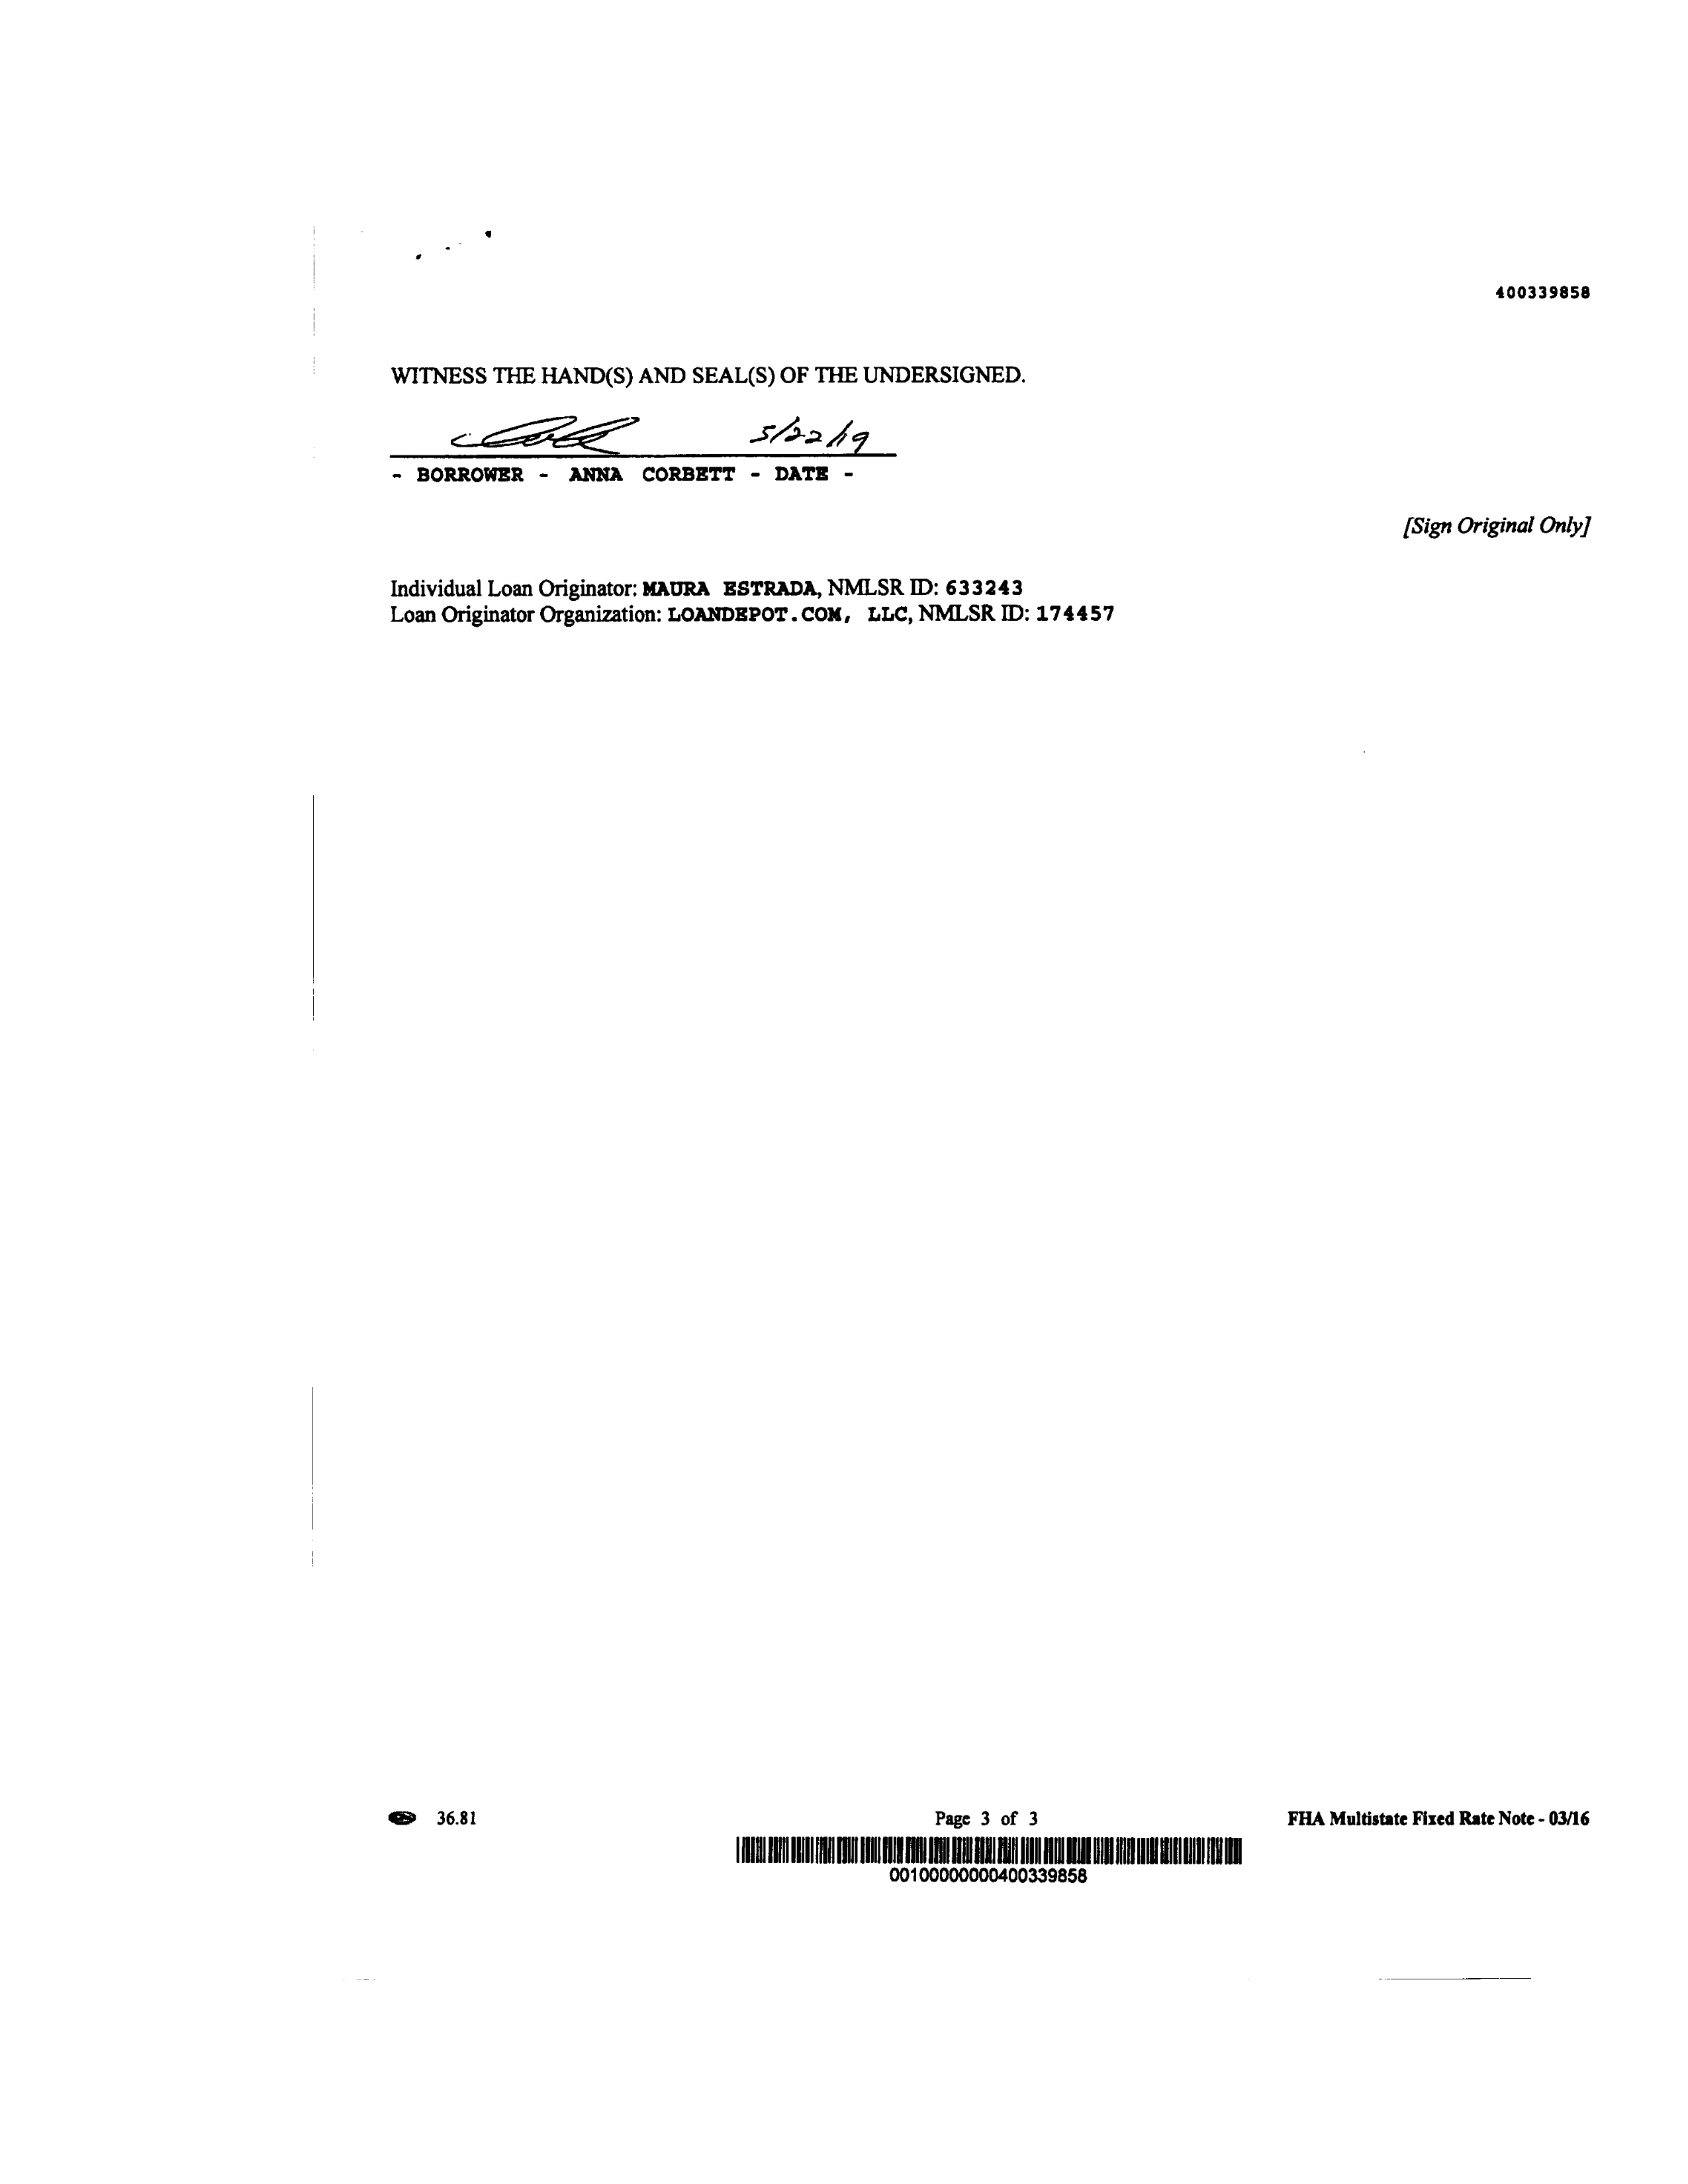 400339858
WITNESS THE HAND(S) AND SEAL(S) OF THE UNDERSIGNED.
5/22/19
- BORROWER - ANNA CORBETT - DATE -
[Sign Original Only]
Individual Loan Originator: MAURA ESTRADA, NMLSR ID: 633243
Loan Originator Organization: LOANDEPOT.COM, LLC, NMLSR ID: 174457
36.81 Page 3 of 3 FHA Multistate Fixed Rate Note - 03/16
00100000000400339858